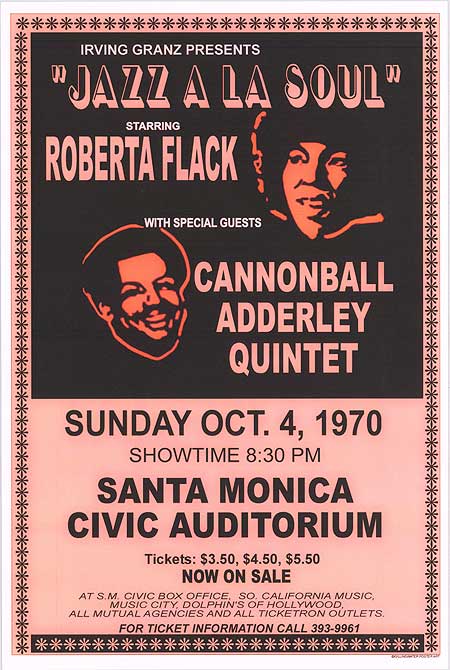 IRVING GRANZ PRESENTS
"JAZZ A LA SOUL"
STARRING
ROBERTA FLACK
WITH SPECIAL GUESTS
CANNONBALL
ADDERLEY
QUINTET
SUNDAY OCT. 4, 1970
SHOWTIME 8:30 PM
SANTA MONICA
CIVIC AUDITORIUM
Tickets: $3.50, $4.50, $5.50
NOW ON SALE
AT S.M. CIVIC BOX OFFICE, SO. CALIFORNIA MUSIC,
MUSIC CITY, DOLPHIN'S OF HOLLYWOOD,
ALL MUTUAL AGENCIES AND ALL TICKETRON OUTLETS.
FOR TICKET INFORMATION CALL 393-9961